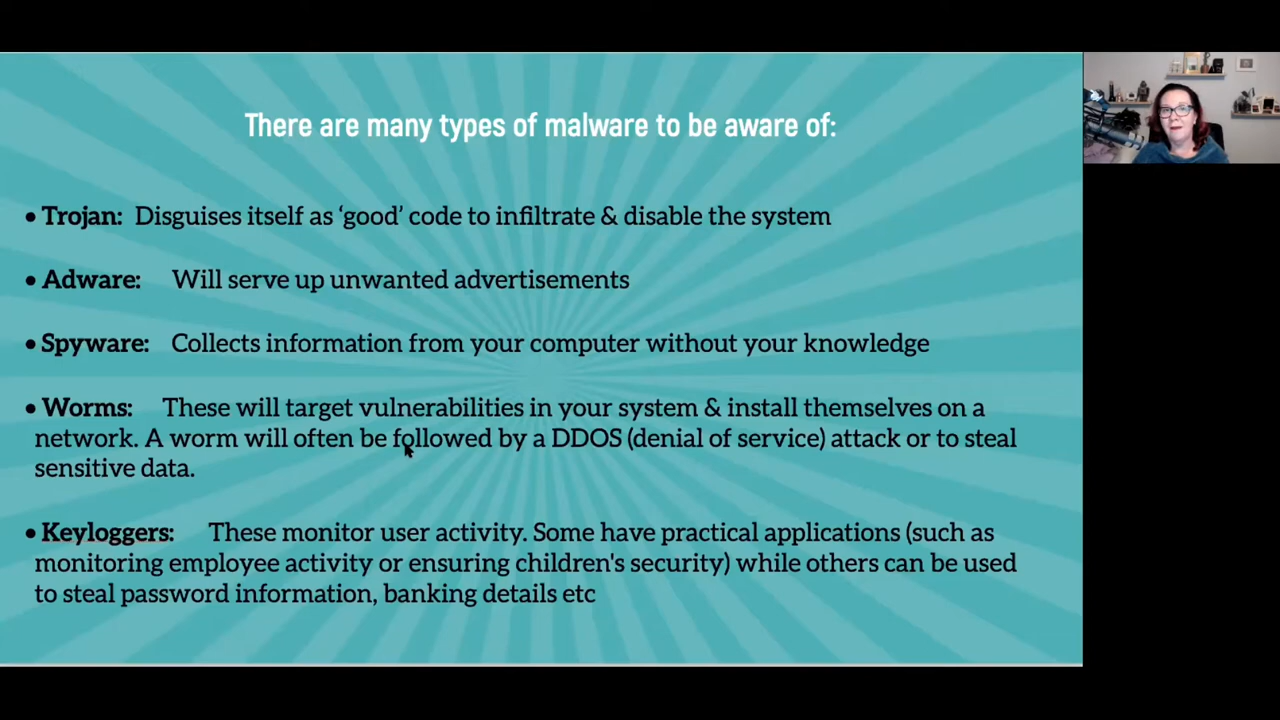 There are many types of malware to be aware of:
• Trojan: Disguises itself as ‘good’ code to infiltrate & disable the system
• Adware: Will serve up unwanted advertisements
• Spyware: Collects information from your computer without your knowledge
• Worms: These will target vulnerabilities in your system & install themselves on a
network. A worm will often be followed by a DDOS (denial of service) attack or to steal
sensitive data.
• Keyloggers: These monitor user activity. Some have practical applications (such as
monitoring employee activity or ensuring children's security) while others can be used
to steal password information, banking details etc